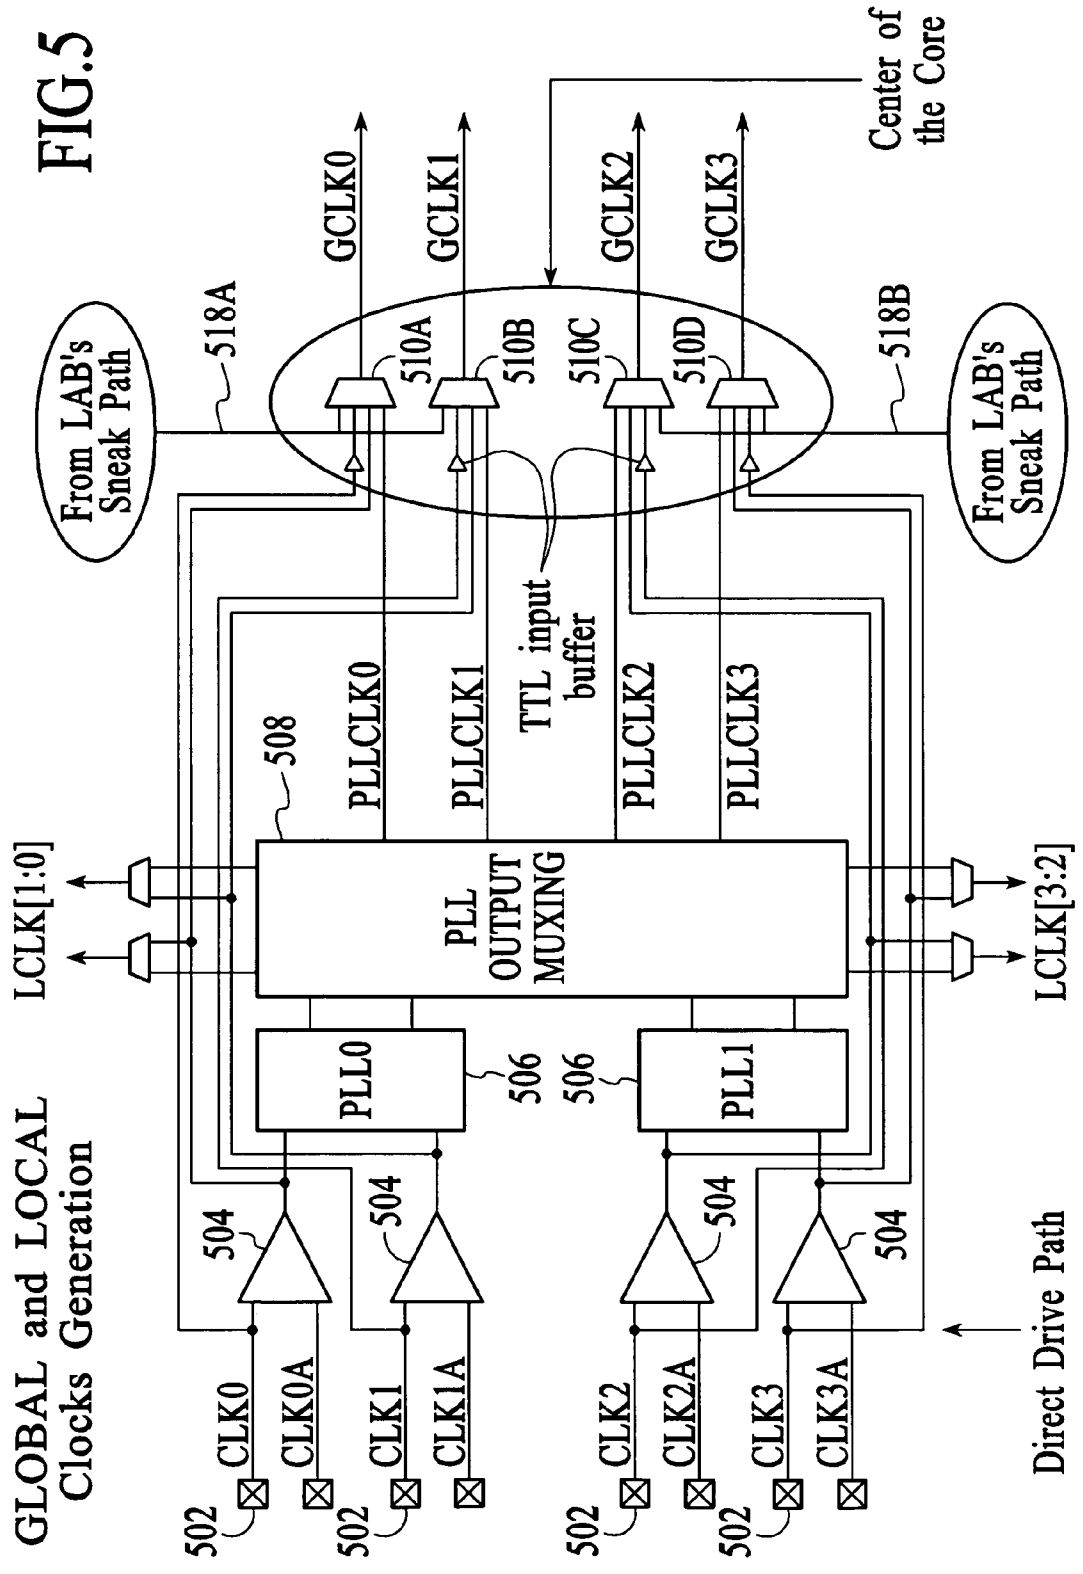 FIG.5
GLOBAL and LOCAL
Clocks Generation
LCLK[1:0]
From LAB's
Sneak Path
518A
502
CLK0
504
CLK0A
PLL0
508
PLLCLK0
510A
GCLK0
502
CLK1
504
CLK1A
506
PLLCLK1
510B
GCLK1
PLL
OUTPUT
MUXING
TTL input
buffer
502
CLK2
504
CLK2A
506
PLLCLK2
510C
GCLK2
502
CLK3
504
CLK3A
PLL1
PLLCLK3
510D
GCLK3
518B
Center of
the Core
Direct Drive Path
LCLK[3:2]
From LAB's
Sneak Path